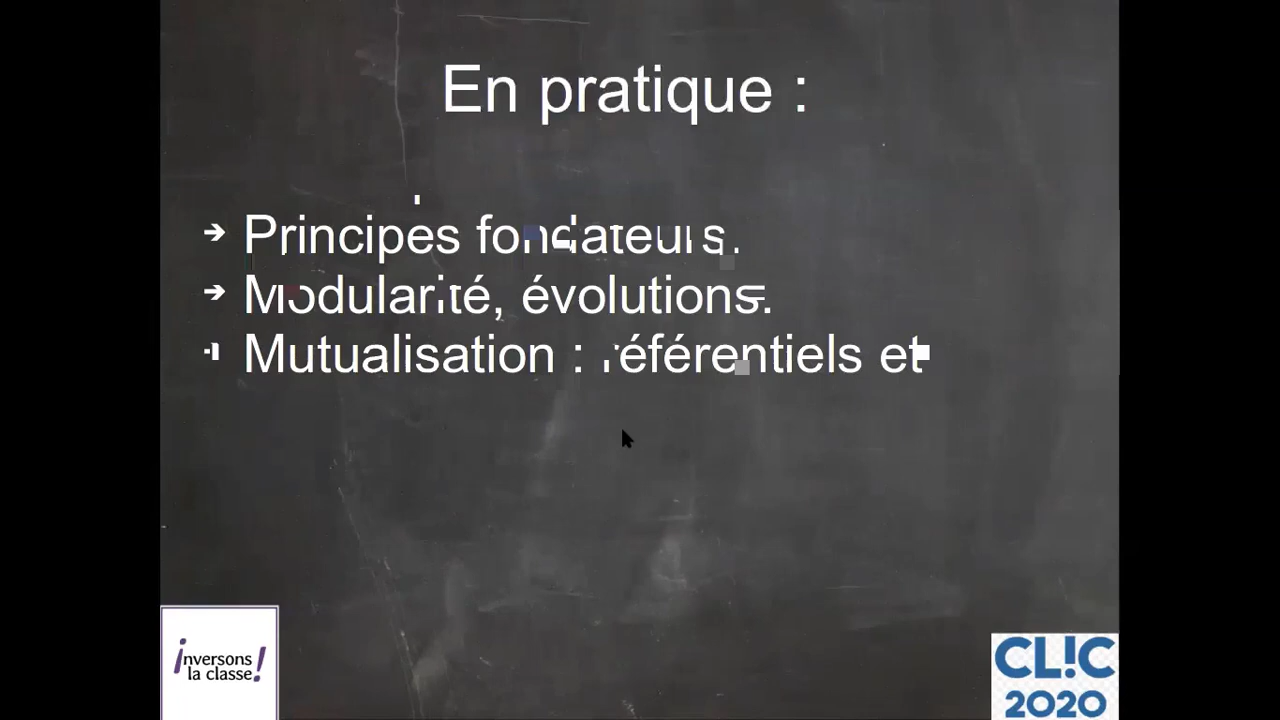 En pratique :
➔ Principes fondateurs.
➔ Modularité, évolutions.
Mutualisation : référentiels et
inversons
la classe !
CL!C
2020